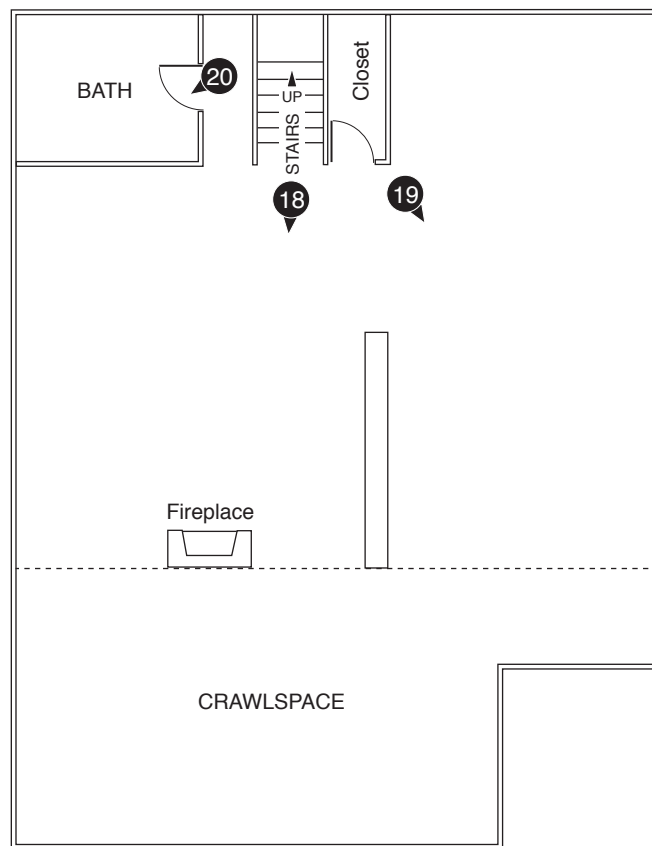 BATH
20
UP
STAIRS
Closet
18
19
Fireplace
CRAWLSPACE